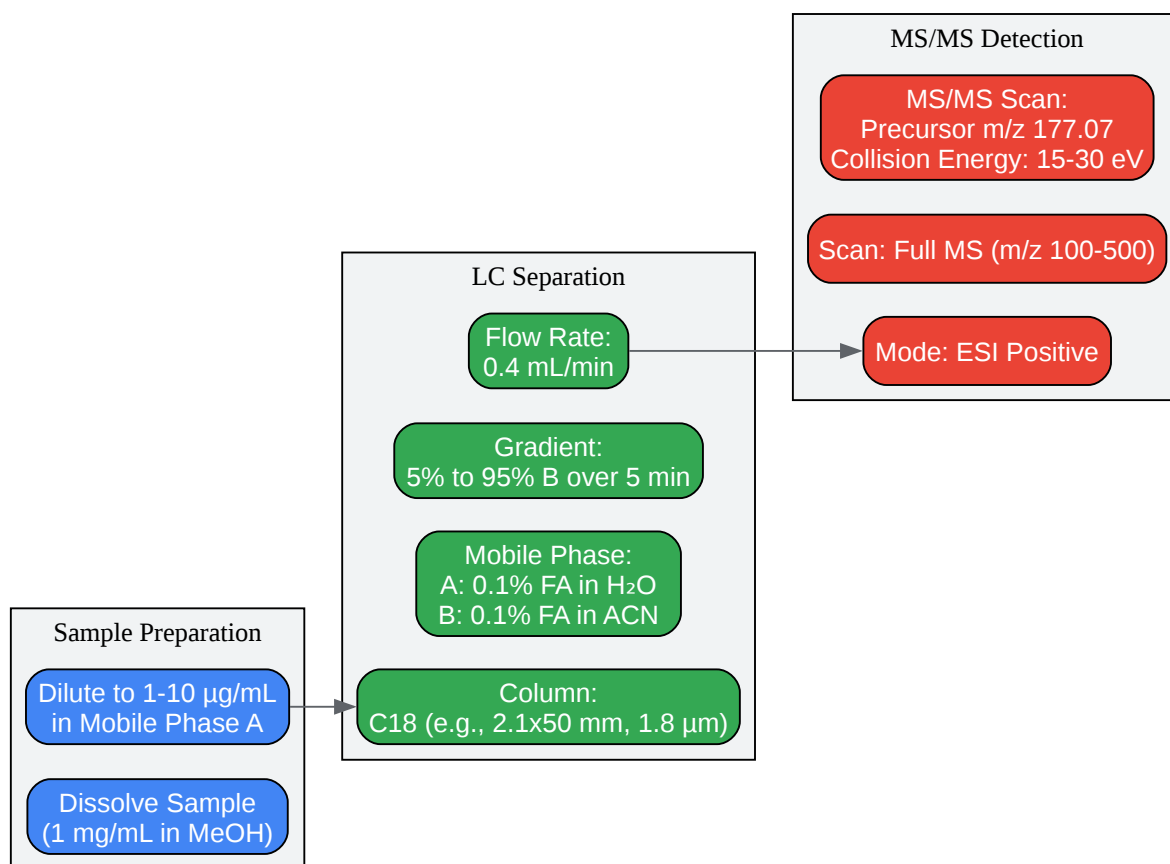 MS/MS Detection
MS/MS Scan:
Precursor m/z 177.07
Collision Energy: 15-30 eV
Scan: Full MS (m/z 100-500)
Mode: ESI Positive
LC Separation
Flow Rate:
0.4 mL/min
Gradient:
5% to 95% B over 5 min
Mobile Phase:
A: 0.1% FA in H₂O
B: 0.1% FA in ACN
Column:
C18 (e.g., 2.1x50 mm, 1.8 µm)
Sample Preparation
Dilute to 1-10 µg/mL
in Mobile Phase A
Dissolve Sample
(1 mg/mL in MeOH)